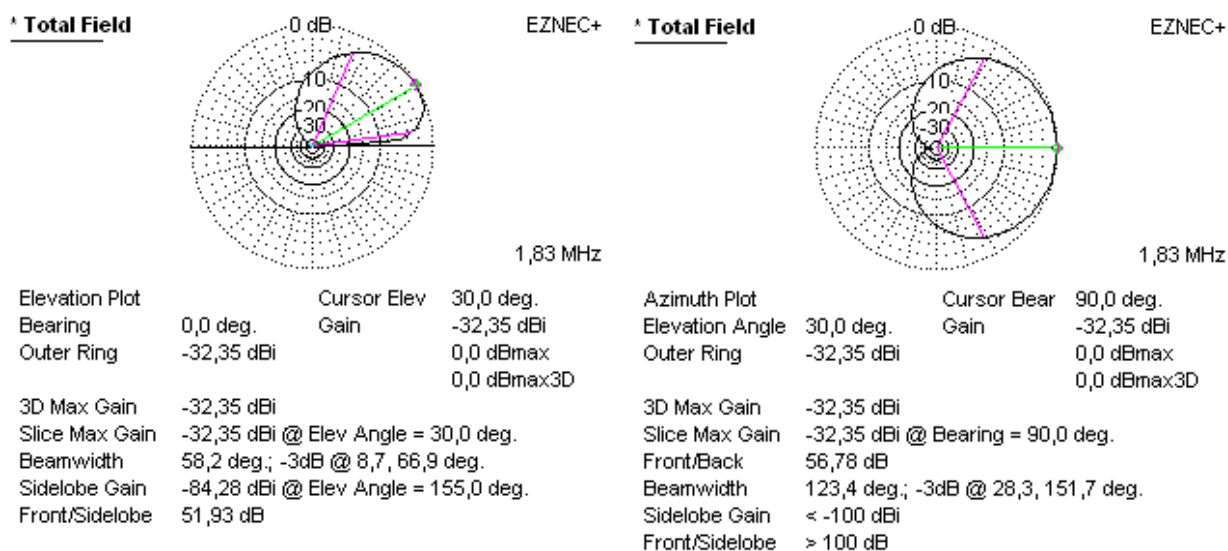 * Total Field
EZNEC+
0 dB
-10
-20
-30
1,83 MHz
Elevation Plot
Cursor Elev 30,0 deg.
Bearing 0,0 deg.
Gain -32,35 dBi
Outer Ring -32,35 dBi
0,0 dBmax
0,0 dBmax3D
3D Max Gain -32,35 dBi
Slice Max Gain -32,35 dBi @ Elev Angle = 30,0 deg.
Beamwidth 58,2 deg.; -3dB @ 8,7, 66,9 deg.
Sidelobe Gain -84,28 dBi @ Elev Angle = 155,0 deg.
Front/Sidelobe 51,93 dB
* Total Field
EZNEC+
0 dB
-10
-20
-30
1,83 MHz
Azimuth Plot
Cursor Bear 90,0 deg.
Elevation Angle 30,0 deg.
Gain -32,35 dBi
Outer Ring -32,35 dBi
0,0 dBmax
0,0 dBmax3D
3D Max Gain -32,35 dBi
Slice Max Gain -32,35 dBi @ Bearing = 90,0 deg.
Front/Back 56,78 dB
Beamwidth 123,4 deg.; -3dB @ 28,3, 151,7 deg.
Sidelobe Gain < -100 dBi
Front/Sidelobe > 100 dB